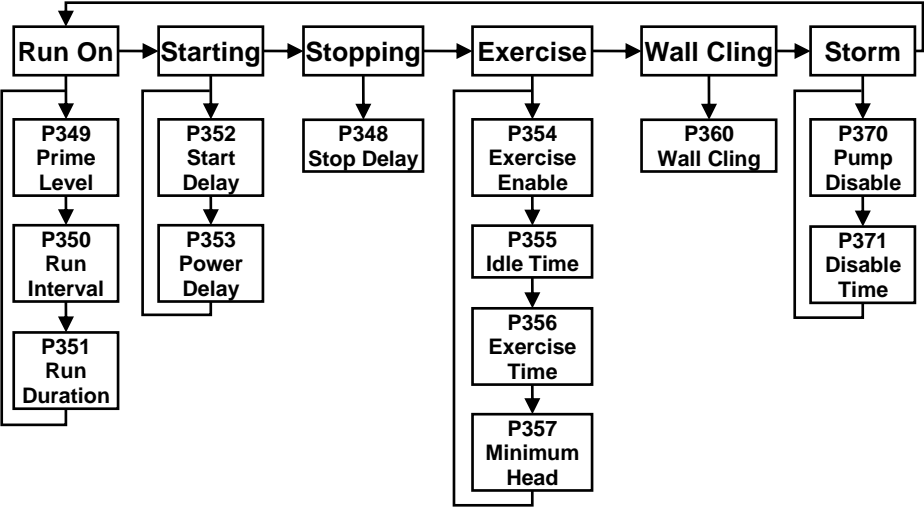 Run On
Starting
Stopping
Exercise
Wall Cling
Storm
P349
Prime
Level
P350
Run
Interval
P351
Run
Duration
P352
Start
Delay
P353
Power
Delay
P348
Stop Delay
P354
Exercise
Enable
P355
Idle Time
P356
Exercise
Time
P357
Minimum
Head
P360
Wall Cling
P370
Pump
Disable
P371
Disable
Time